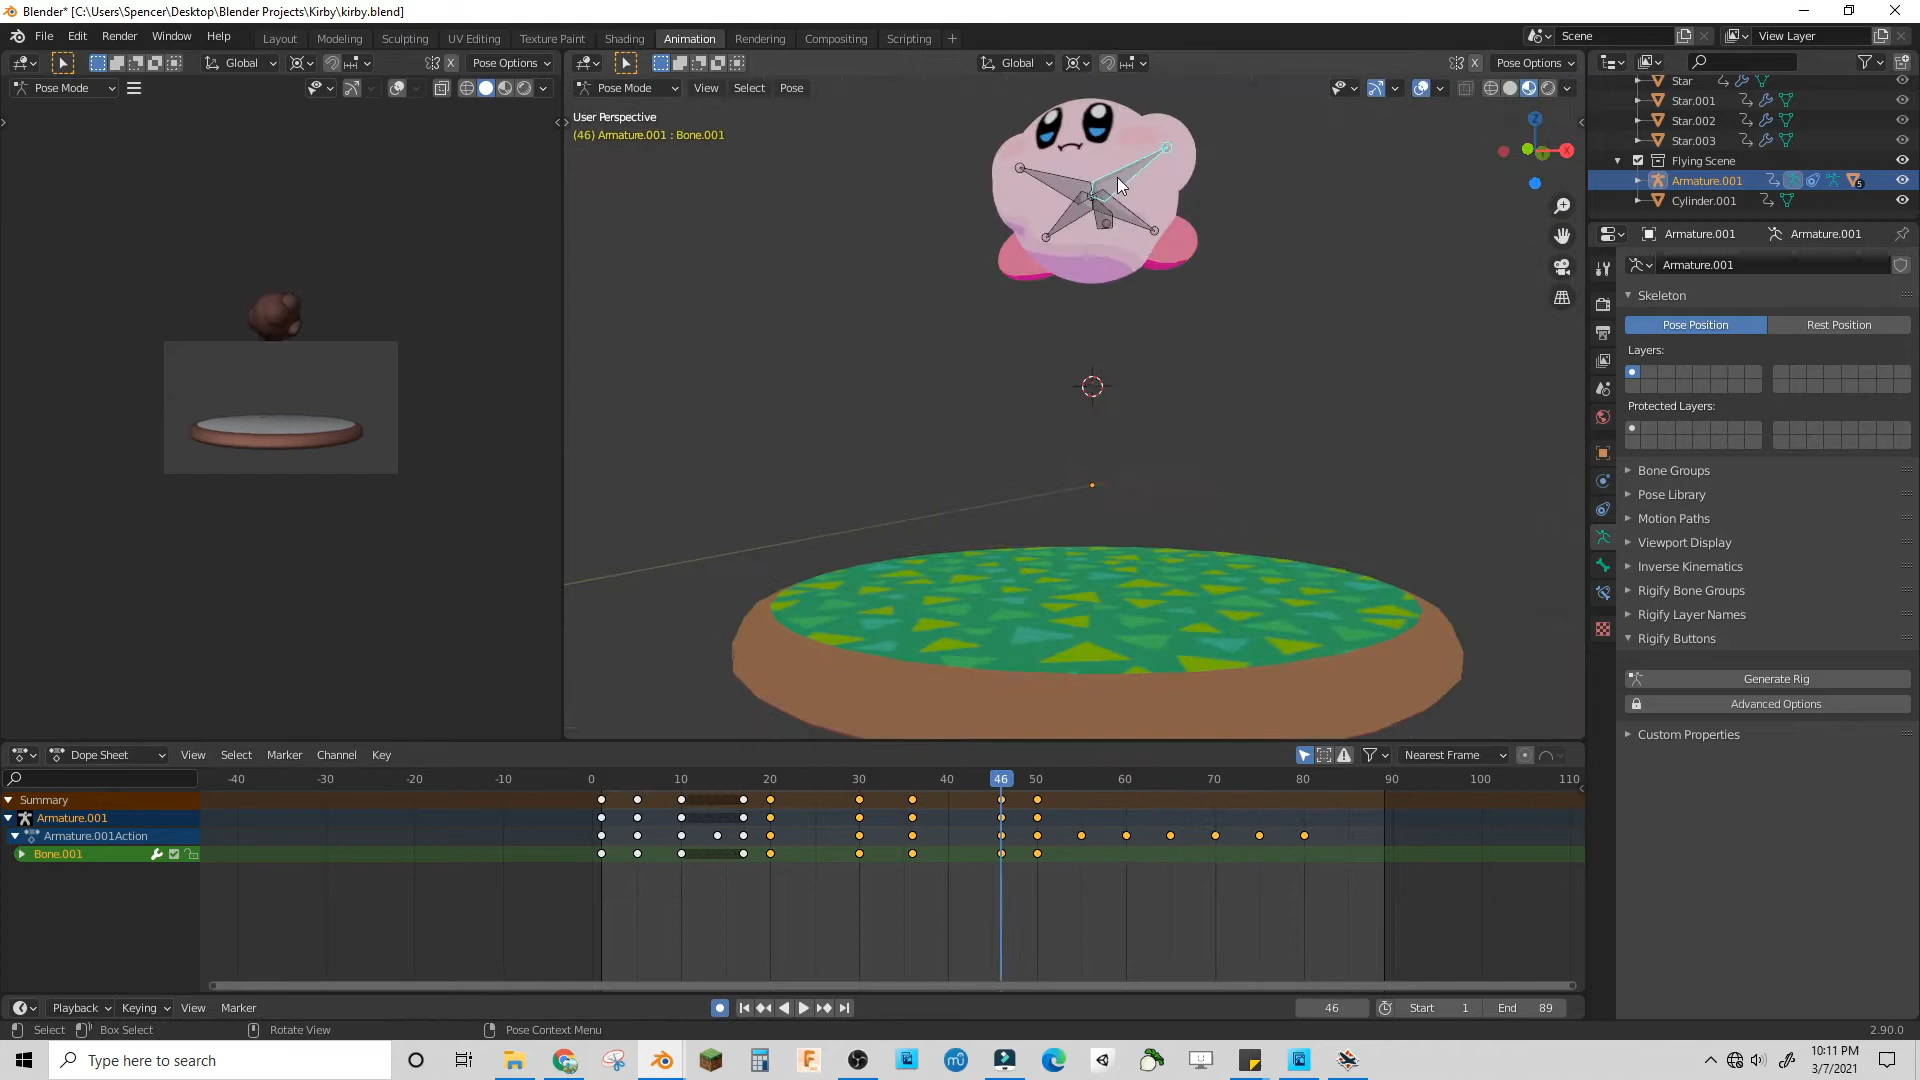 Blender* [C:\Users\Spencer\Desktop\Blender Projects\Kirby\kirby.blend]
File Edit Render Window Help
Layout Modeling Sculpting UV Editing Texture Paint Shading Animation Rendering Compositing Scripting +
Scene View Layer
Global X Pose Options
Global X Pose Options
Pose Mode
Pose Mode View Select Pose
User Perspective
(46) Armature.001 : Bone.001
Z
X
Y
Star
Star.001
Star.002
Star.003
Flying Scene
Armature.001 5
Cylinder.001
Armature.001 Armature.001
Armature.001
Skeleton
Pose Position Rest Position
Layers:
Protected Layers:
Bone Groups
Pose Library
Motion Paths
Viewport Display
Inverse Kinematics
Rigify Bone Groups
Rigify Layer Names
Rigify Buttons
Generate Rig
Advanced Options
Custom Properties
Dope Sheet View Select Marker Channel Key Nearest Frame
-40 -30 -20 -10 0 10 20 30 40 46 50 60 70 80 90 100 110
Summary
Armature.001
Armature.001Action
Bone.001
Playback Keying View Marker 46 Start 1 End 89
Select Box Select Rotate View Pose Context Menu 2.90.0
Type here to search
10:11 PM
3/7/2021